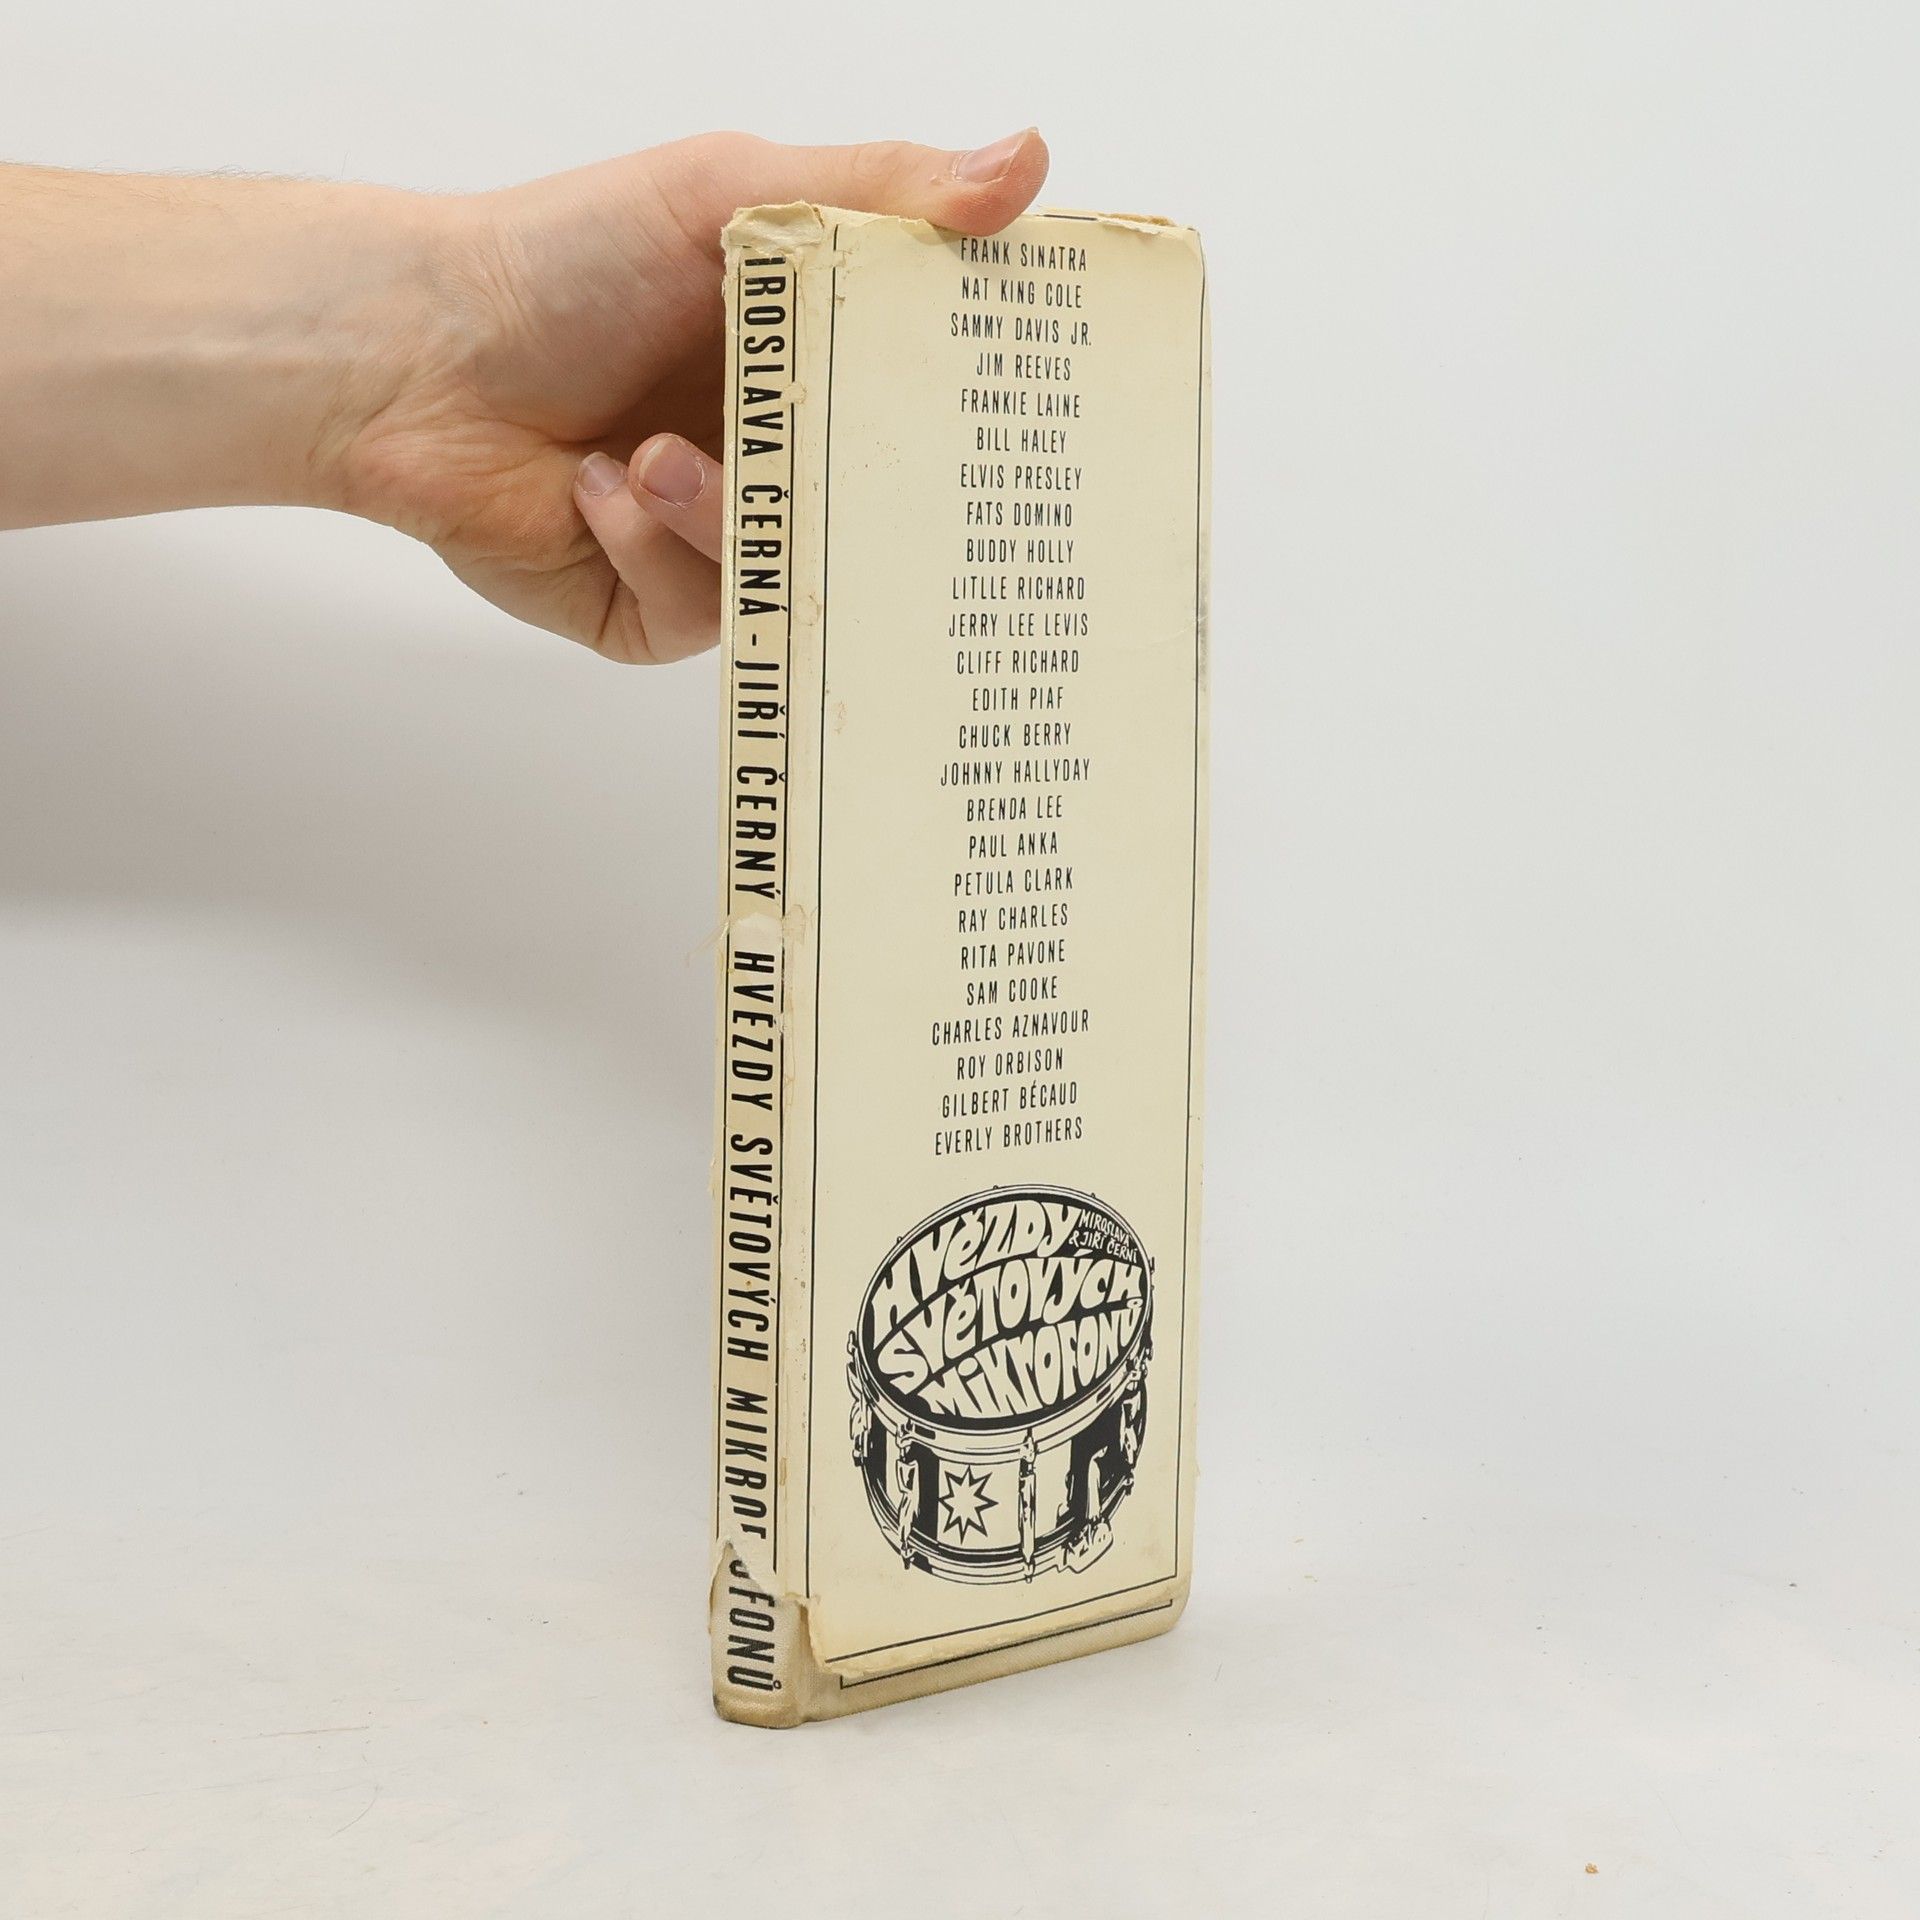 IROSLAVA ČERNÁ - JIŘÍ ČERNÝ HVĚZDY SVĚTOVÝCH MIKROFONŮ
FRANK SINATRA
NAT KING COLE
SAMMY DAVIS JR.
JIM REEVES
FRANKIE LAINE
BILL HALEY
ELVIS PRESLEY
FATS DOMINO
BUDDY HOLLY
LITLLE RICHARD
JERRY LEE LEVIS
CLIFF RICHARD
EDITH PIAF
CHUCK BERRY
JOHNNY HALLYDAY
BRENDA LEE
PAUL ANKA
PETULA CLARK
RAY CHARLES
RITA PAVONE
SAM COOKE
CHARLES AZNAVOUR
ROY ORBISON
GILBERT BÉCAUD
EVERLY BROTHERS
HVĚZDY
MIROSLAVA
& JIŘÍ ČERNÍ
SVĚTOVÝCH
MIKROFONŮ